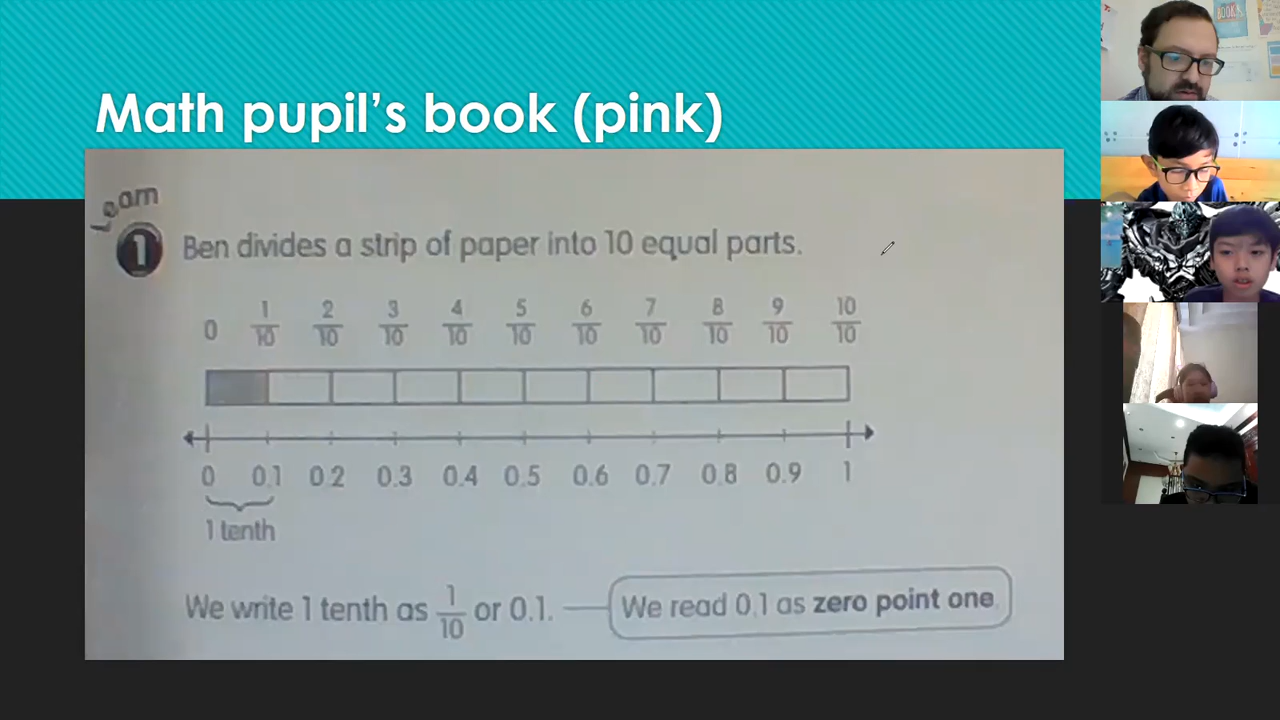 Math pupil's book (pink)
Learn
1 Ben divides a strip of paper into 10 equal parts.
0 1/10 2/10 3/10 4/10 5/10 6/10 7/10 8/10 9/10 10/10
0 0.1 0.2 0.3 0.4 0.5 0.6 0.7 0.8 0.9 1
1 tenth
We write 1 tenth as 1/10 or 0.1. We read 0.1 as zero point one
BOOK